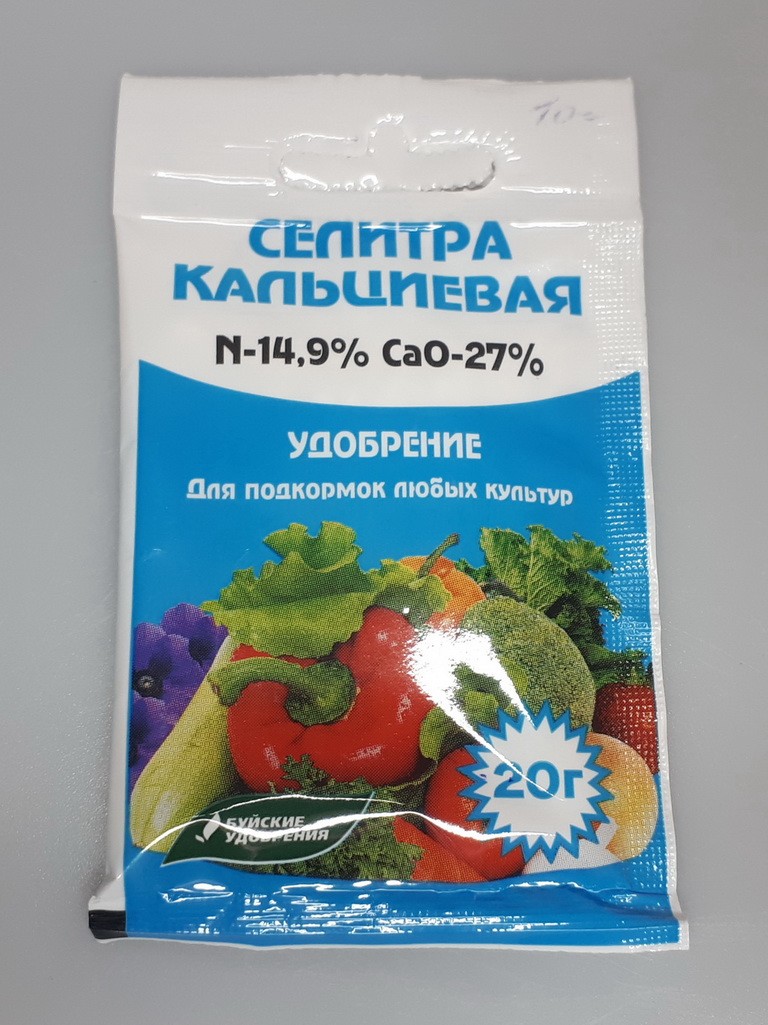 10=
СЕЛИТРА
КАЛЬЦИЕВАЯ
N-14,9% CaO-27%
УДОБРЕНИЕ
Для подкормок любых культур
20г
БУЙСКИЕ
УДОБРЕНИЯ